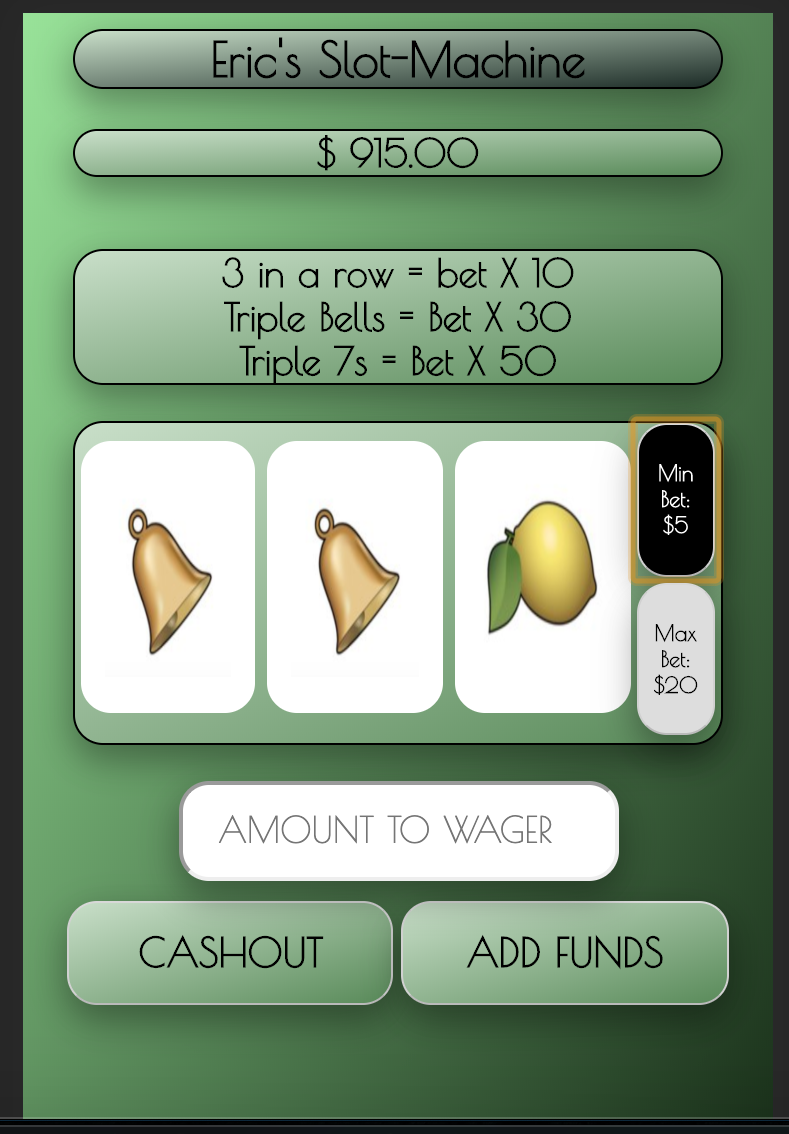 Eric's Slot-Machine
$ 915.00
3 in a row = bet X 10
Triple Bells = Bet X 30
Triple 7s = Bet X 50
Min
Bet:
$5
Max
Bet:
$20
AMOUNT TO WAGER
CASHOUT
ADD FUNDS